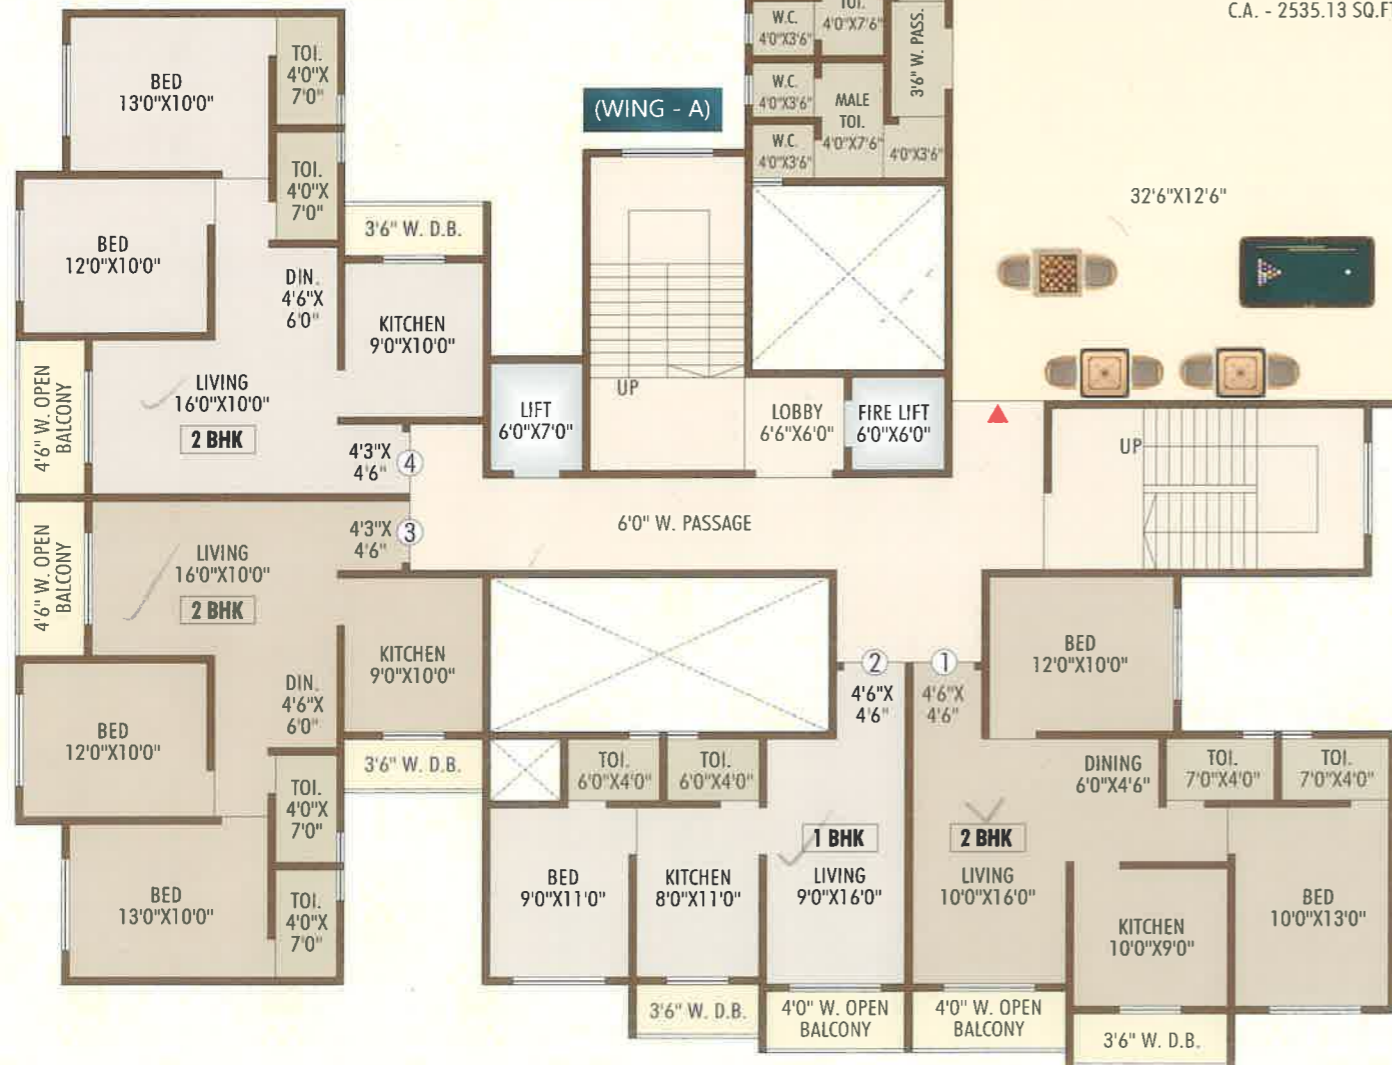 C.A. - 2535.13 SQ.FT
TOI.
4'0"X7'6"
W.C.
4'0"X3'6"
3'6" W. PASS.
W.C.
4'0"X3'6"
MALE
TOI.
4'0"X7'6"
W.C.
4'0"X3'6"
4'0"X3'6"
(WING - A)
BED
13'0"X10'0"
TOI.
4'0"X
7'0"
TOI.
4'0"X
7'0"
3'6" W. D.B.
BED
12'0"X10'0"
DIN.
4'6"X
6'0"
KITCHEN
9'0"X10'0"
32'6"X12'6"
4'6" W. OPEN
BALCONY
LIVING
16'0"X10'0"
2 BHK
4'3"X
4'6"
4
LIFT
6'0"X7'0"
UP
LOBBY
6'6"X6'0"
FIRE LIFT
6'0"X6'0"
UP
6'0" W. PASSAGE
4'6" W. OPEN
BALCONY
LIVING
16'0"X10'0"
2 BHK
4'3"X
4'6"
3
KITCHEN
9'0"X10'0"
DIN.
4'6"X
6'0"
BED
12'0"X10'0"
3'6" W. D.B.
TOI.
4'0"X
7'0"
BED
13'0"X10'0"
TOI.
4'0"X
7'0"
2
4'6"X
4'6"
1
4'6"X
4'6"
BED
12'0"X10'0"
TOI.
6'0"X4'0"
TOI.
6'0"X4'0"
DINING
6'0"X4'6"
TOI.
7'0"X4'0"
TOI.
7'0"X4'0"
BED
9'0"X11'0"
KITCHEN
8'0"X11'0"
1 BHK
LIVING
9'0"X16'0"
2 BHK
LIVING
10'0"X16'0"
KITCHEN
10'0"X9'0"
BED
10'0"X13'0"
3'6" W. D.B.
4'0" W. OPEN
BALCONY
4'0" W. OPEN
BALCONY
3'6" W. D.B.